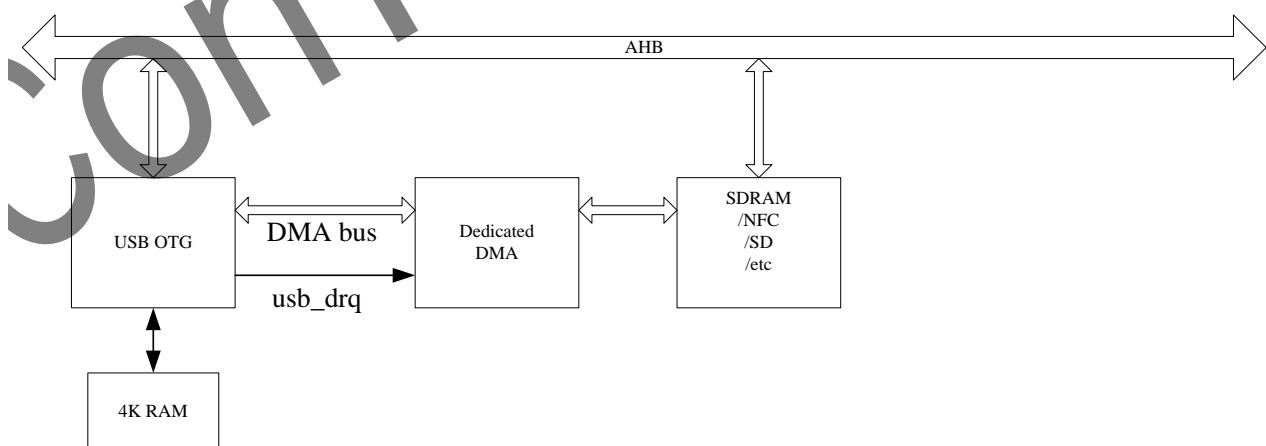 AHB
USB OTG
DMA bus
usb_drq
Dedicated
DMA
SDRAM
/NFC
/SD
/etc
4K RAM